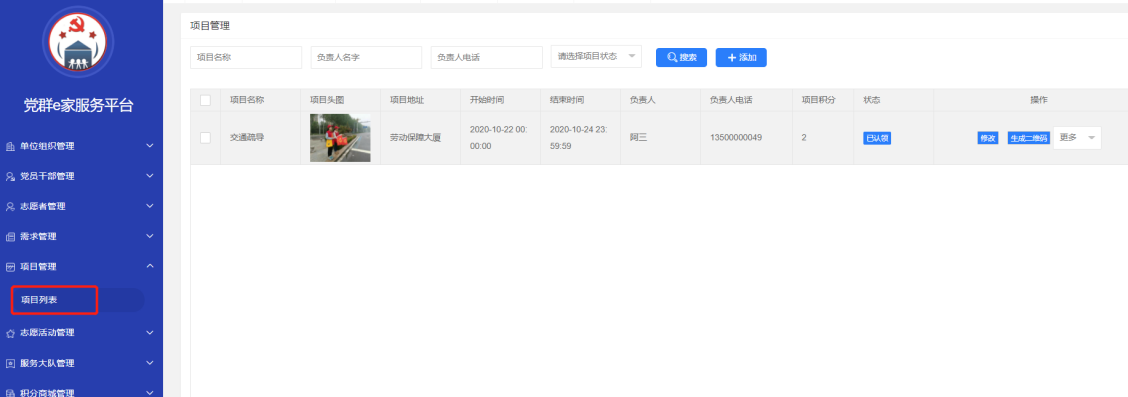 党群e家服务平台
单位组织管理
党员干部管理
志愿者管理
需求管理
项目管理
项目列表
志愿活动管理
服务大队管理
积分商城管理
项目管理
项目名称 负责人名字 负责人电话 请选择项目状态 搜索 添加
项目名称 项目头图 项目地址 开始时间 结束时间 负责人 负责人电话 项目积分 状态 操作
交通疏导 劳动保障大厦 2020-10-22 00: 2020-10-24 23: 阿三 13500000049 2 已认领 修改 生成二维码 更多
00:00 59:59